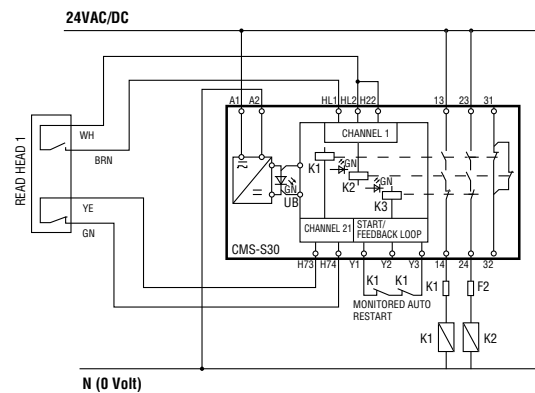 24VAC/DC
A1 A2 HL1 HL2 H22 13 23 31
READ HEAD 1
WH
BRN
YE
GN
CHANNEL 1
K1
GN
K2
GN
K3
GN
UB
CHANNEL 21
START/
FEEDBACK LOOP
CMS-S30
H73 H74 Y1 Y2 Y3 14 24 32
K1 K1 K1 F2
MONITORED AUTO
RESTART
K1 K2
N (0 Volt)